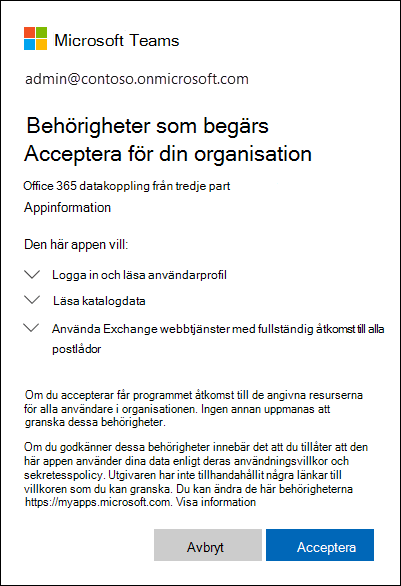 Microsoft Teams
admin@contoso.onmicrosoft.com
Behörigheter som begärs
Acceptera för din organisation
Office 365 datakoppling från tredje part
Appinformation
Den här appen vill:
Logga in och läsa användarprofil
Läsa katalogdata
Använda Exchange webbtjänster med fullständig åtkomst till alla
postlådor
Om du accepterar får programmet åtkomst till de angivna resurserna
för alla användare i organisationen. Ingen annan uppmanas att
granska dessa behörigheter.
Om du godkänner dessa behörigheter innebär det att du tillåter att den
här appen använder dina data enligt deras användningsvillkor och
sekretesspolicy. Utgivaren har inte tillhandahållit några länkar till
villkoren som du kan granska. Du kan ändra de här behörigheterna
https://myapps.microsoft.com. Visa information
Avbryt
Acceptera